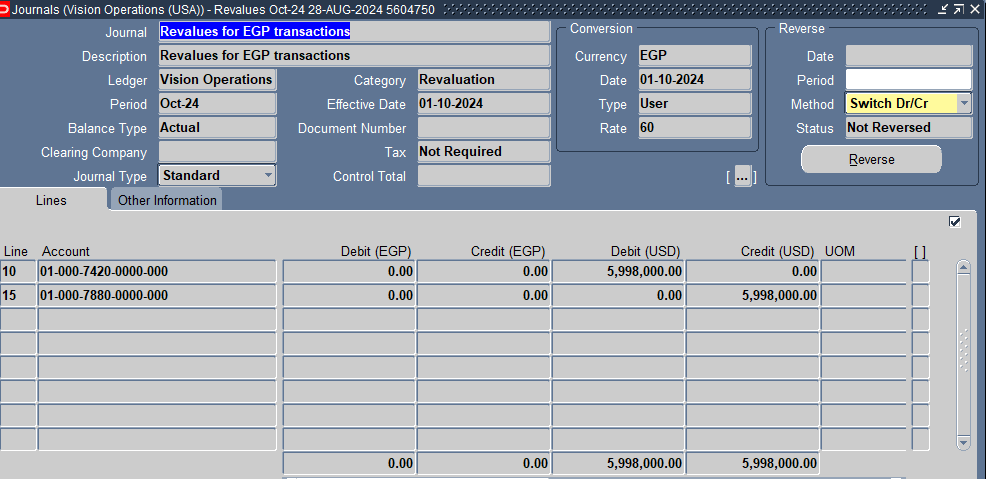 Journals (Vision Operations (USA)) - Revalues Oct-24 28-AUG-2024 5604750
Journal Revalues for EGP transactions
Description Revalues for EGP transactions
Ledger Vision Operations Category Revaluation
Period Oct-24 Effective Date 01-10-2024
Balance Type Actual Document Number
Clearing Company Tax Not Required
Journal Type Standard Control Total
Conversion
Currency EGP
Date 01-10-2024
Type User
Rate 60
Reverse
Date
Period
Method Switch Dr/Cr
Status Not Reversed
Reverse
[ ... ]
Lines Other Information
Line Account Debit (EGP) Credit (EGP) Debit (USD) Credit (USD) UOM [ ]
10 01-000-7420-0000-000 0.00 0.00 5,998,000.00 0.00
15 01-000-7880-0000-000 0.00 0.00 0.00 5,998,000.00
0.00 0.00 5,998,000.00 5,998,000.00